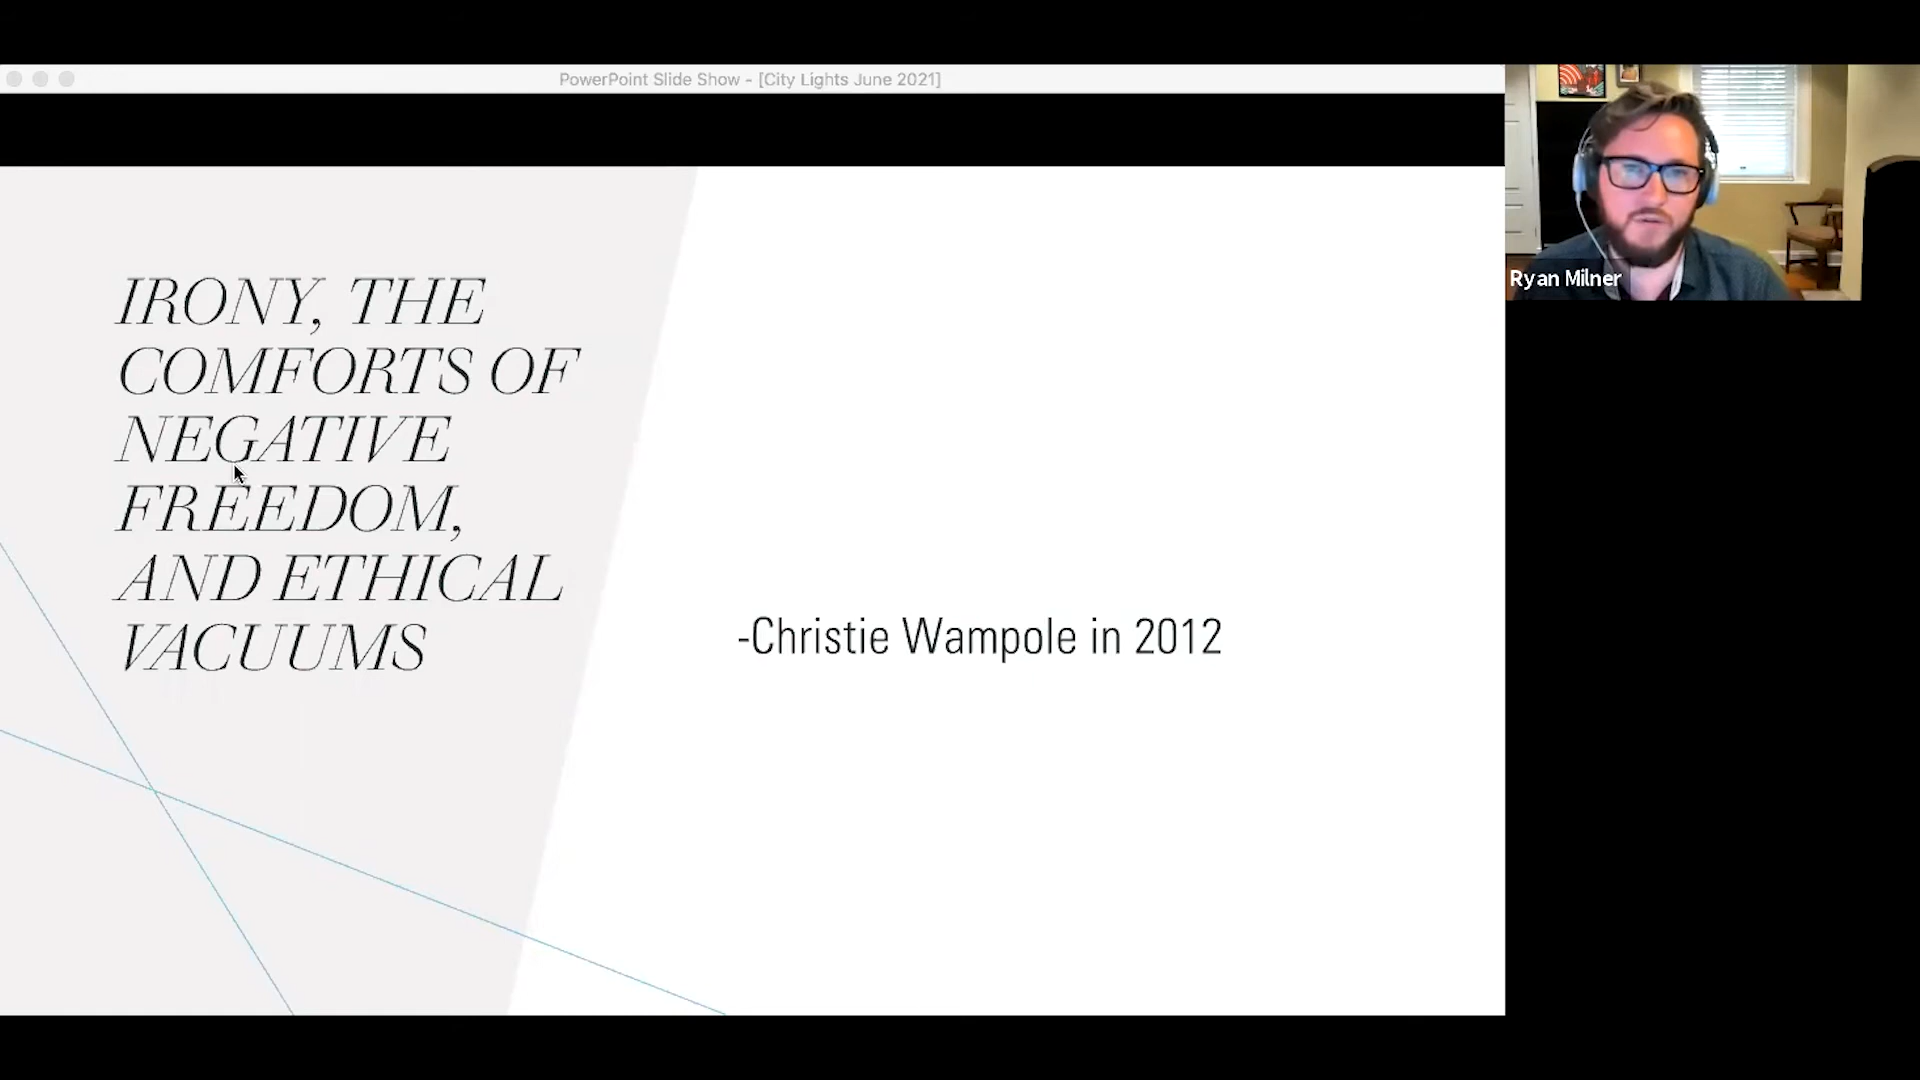 PowerPoint Slide Show - [City Lights June 2021]
IRONY, THE
COMFORTS OF
NEGATIVE
FREEDOM,
AND ETHICAL
VACUUMS
-Christie Wampole in 2012
Ryan Milner